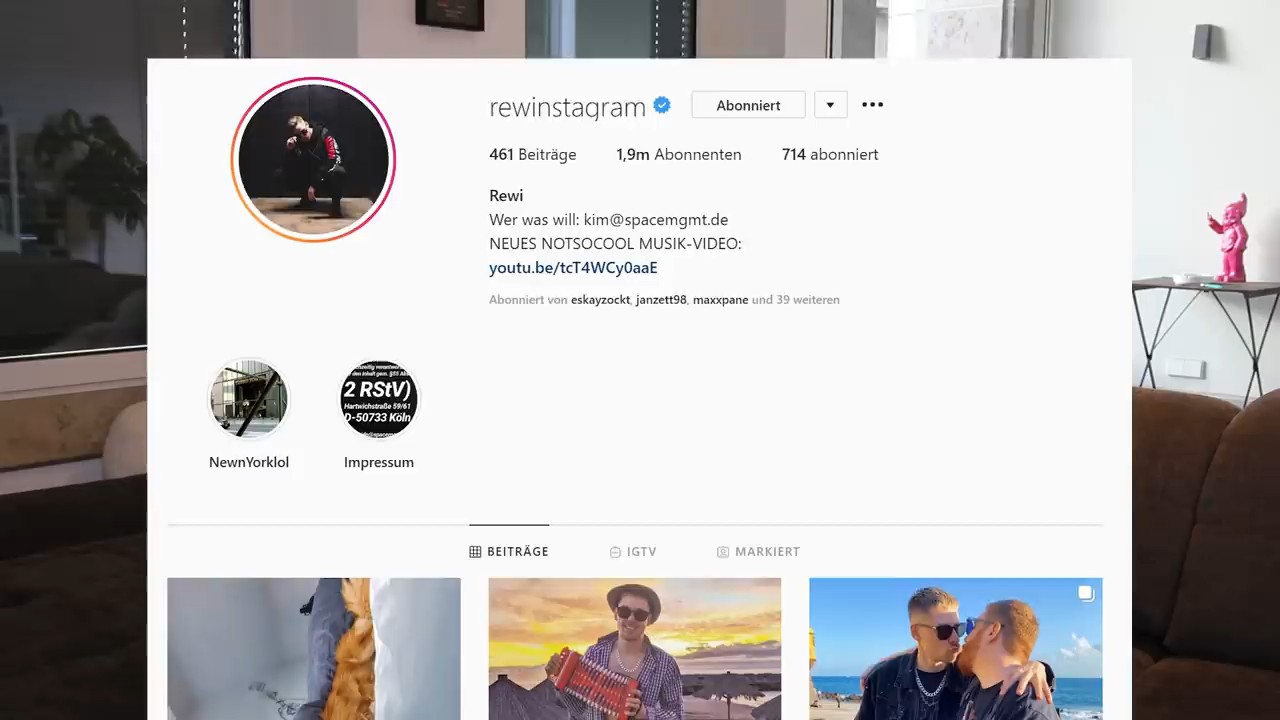 rewinstagram
Abonniert
461 Beiträge 1,9m Abonnenten 714 abonniert
Rewi
Wer was will: kim@spacemgmt.de
NEUES NOTSOCOOL MUSIK-VIDEO:
youtu.be/tcT4WCy0aaE
Abonniert von eskayzockt, janzett98, maxxpane und 39 weiteren
2 RStV)
Hartwichstraße 59/61
D-50733 Köln
NewnYorklol
Impressum
BEITRÄGE IGTV MARKIERT